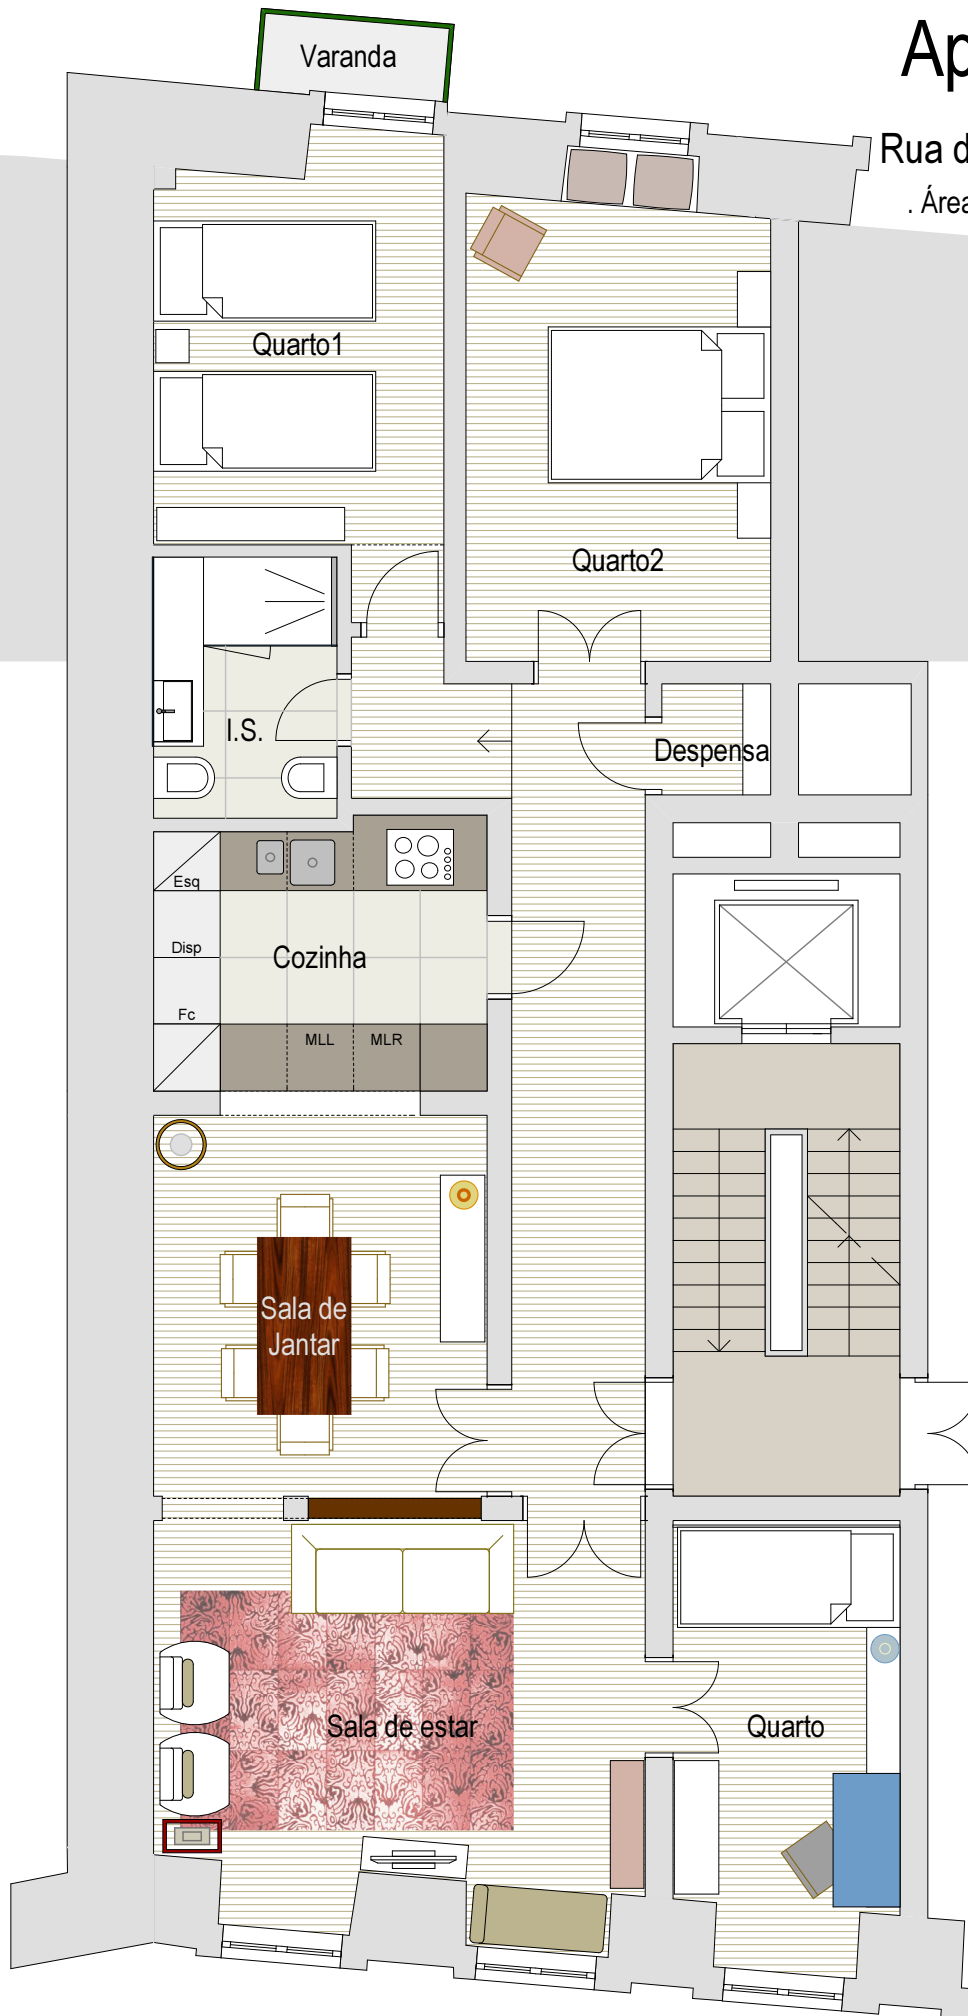 Varanda
Ap
Rua d
. Área
Quarto1
Quarto2
I.S.
Despensa
Esq
Disp
Cozinha
Fc
MLL
MLR
Sala de
Jantar
Sala de estar
Quarto